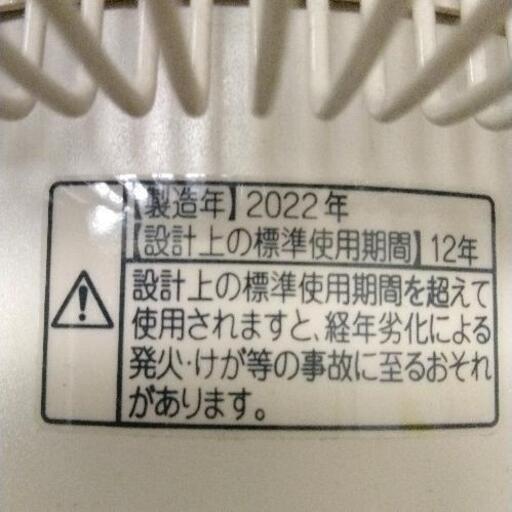 【製造年】2022年
【設計上の標準使用期間】12年
設計上の標準使用期間を超えて
使用されますと、経年劣化による
発火・けが等の事故に至るおそれ
があります。